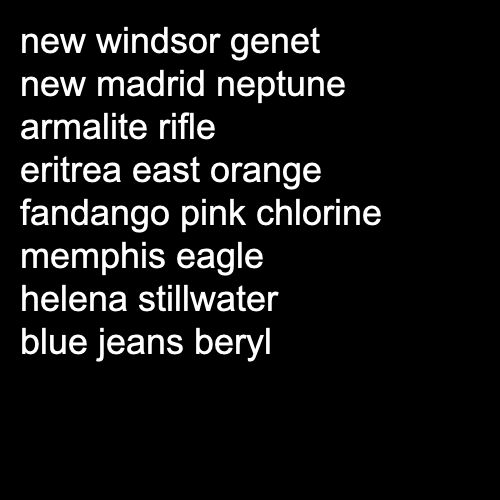 new windsor genet
new madrid neptune
armalite rifle
eritrea east orange
fandango pink chlorine
memphis eagle
helena stillwater
blue jeans beryl